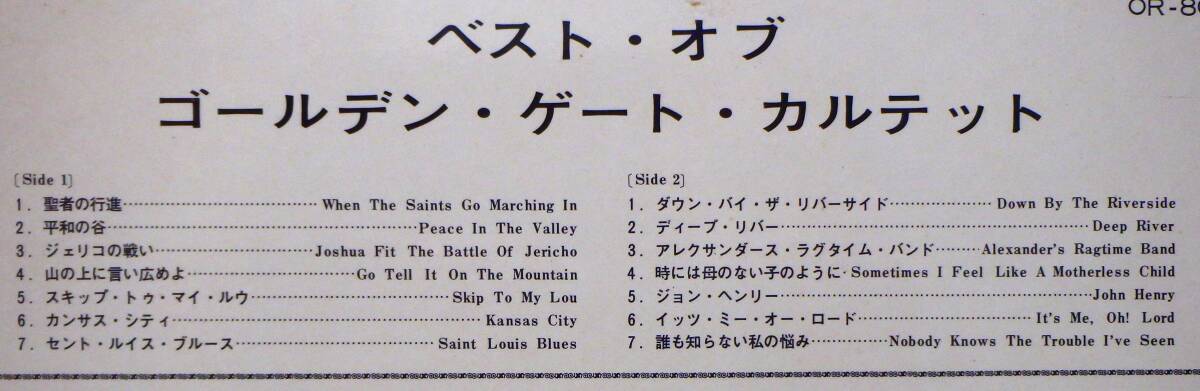 OR-80
ベスト・オブ
ゴールデン・ゲート・カルテット
[Side 1]
1. 聖者の行進……………………………When The Saints Go Marching In
2. 平和の谷……………………………Peace In The Valley
3. ジェリコの戦い……………………Joshua Fit The Battle Of Jericho
4. 山の上に言い広めよ………………Go Tell It On The Mountain
5. スキップ・トゥ・マイ・ルウ……………………Skip To My Lou
6. カンサス・シティ……………………………Kansas City
7. セント・ルイス・ブルース……………………Saint Louis Blues
[Side 2]
1. ダウン・バイ・ザ・リバーサイド………………Down By The Riverside
2. ディープ・リバー……………………………Deep River
3. アレクサンダース・ラグタイム・バンド………Alexander's Ragtime Band
4. 時には母のない子のように・Sometimes I Feel Like A Motherless Child
5. ジョン・ヘンリー……………………………John Henry
6. イッツ・ミー・オー・ロード……………………It's Me, Oh! Lord
7. 誰も知らない私の悩み……………Nobody Knows The Trouble I've Seen